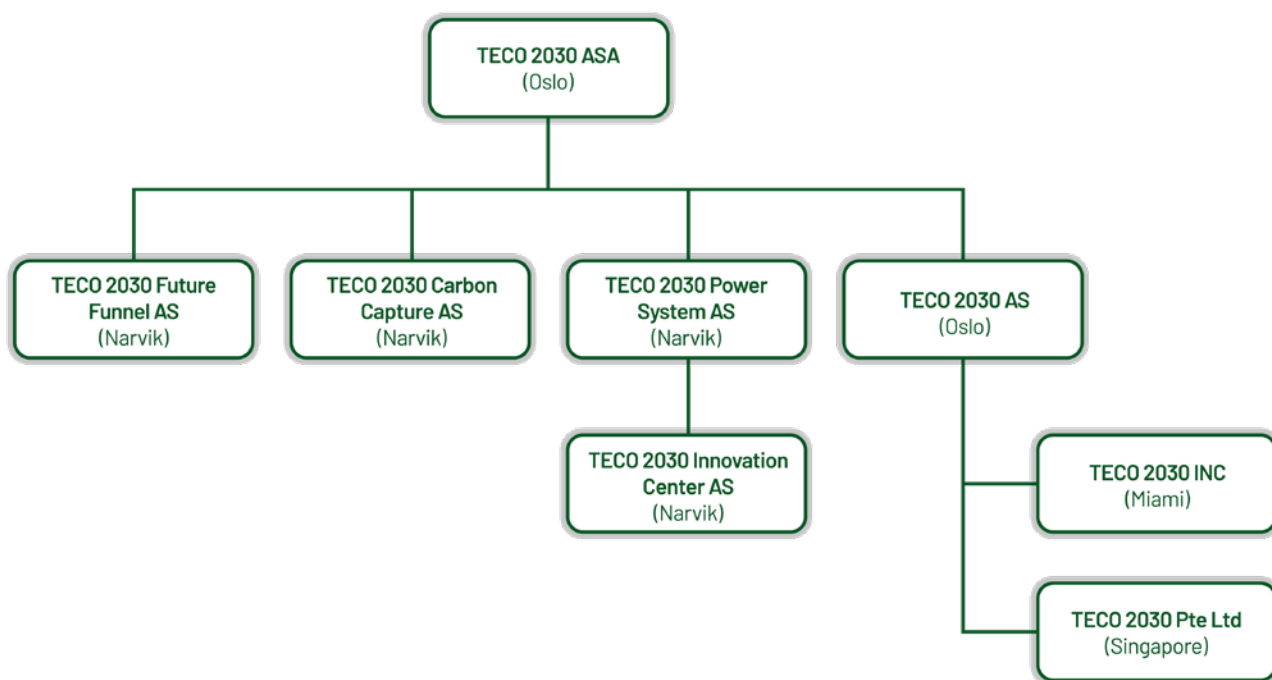 TECO 2030 ASA
(Oslo)
TECO 2030 Future
Funnel AS
(Narvik)
TECO 2030 Carbon
Capture AS
(Narvik)
TECO 2030 Power
System AS
(Narvik)
TECO 2030 AS
(Oslo)
TECO 2030 Innovation
Center AS
(Narvik)
TECO 2030 INC
(Miami)
TECO 2030 Pte Ltd
(Singapore)